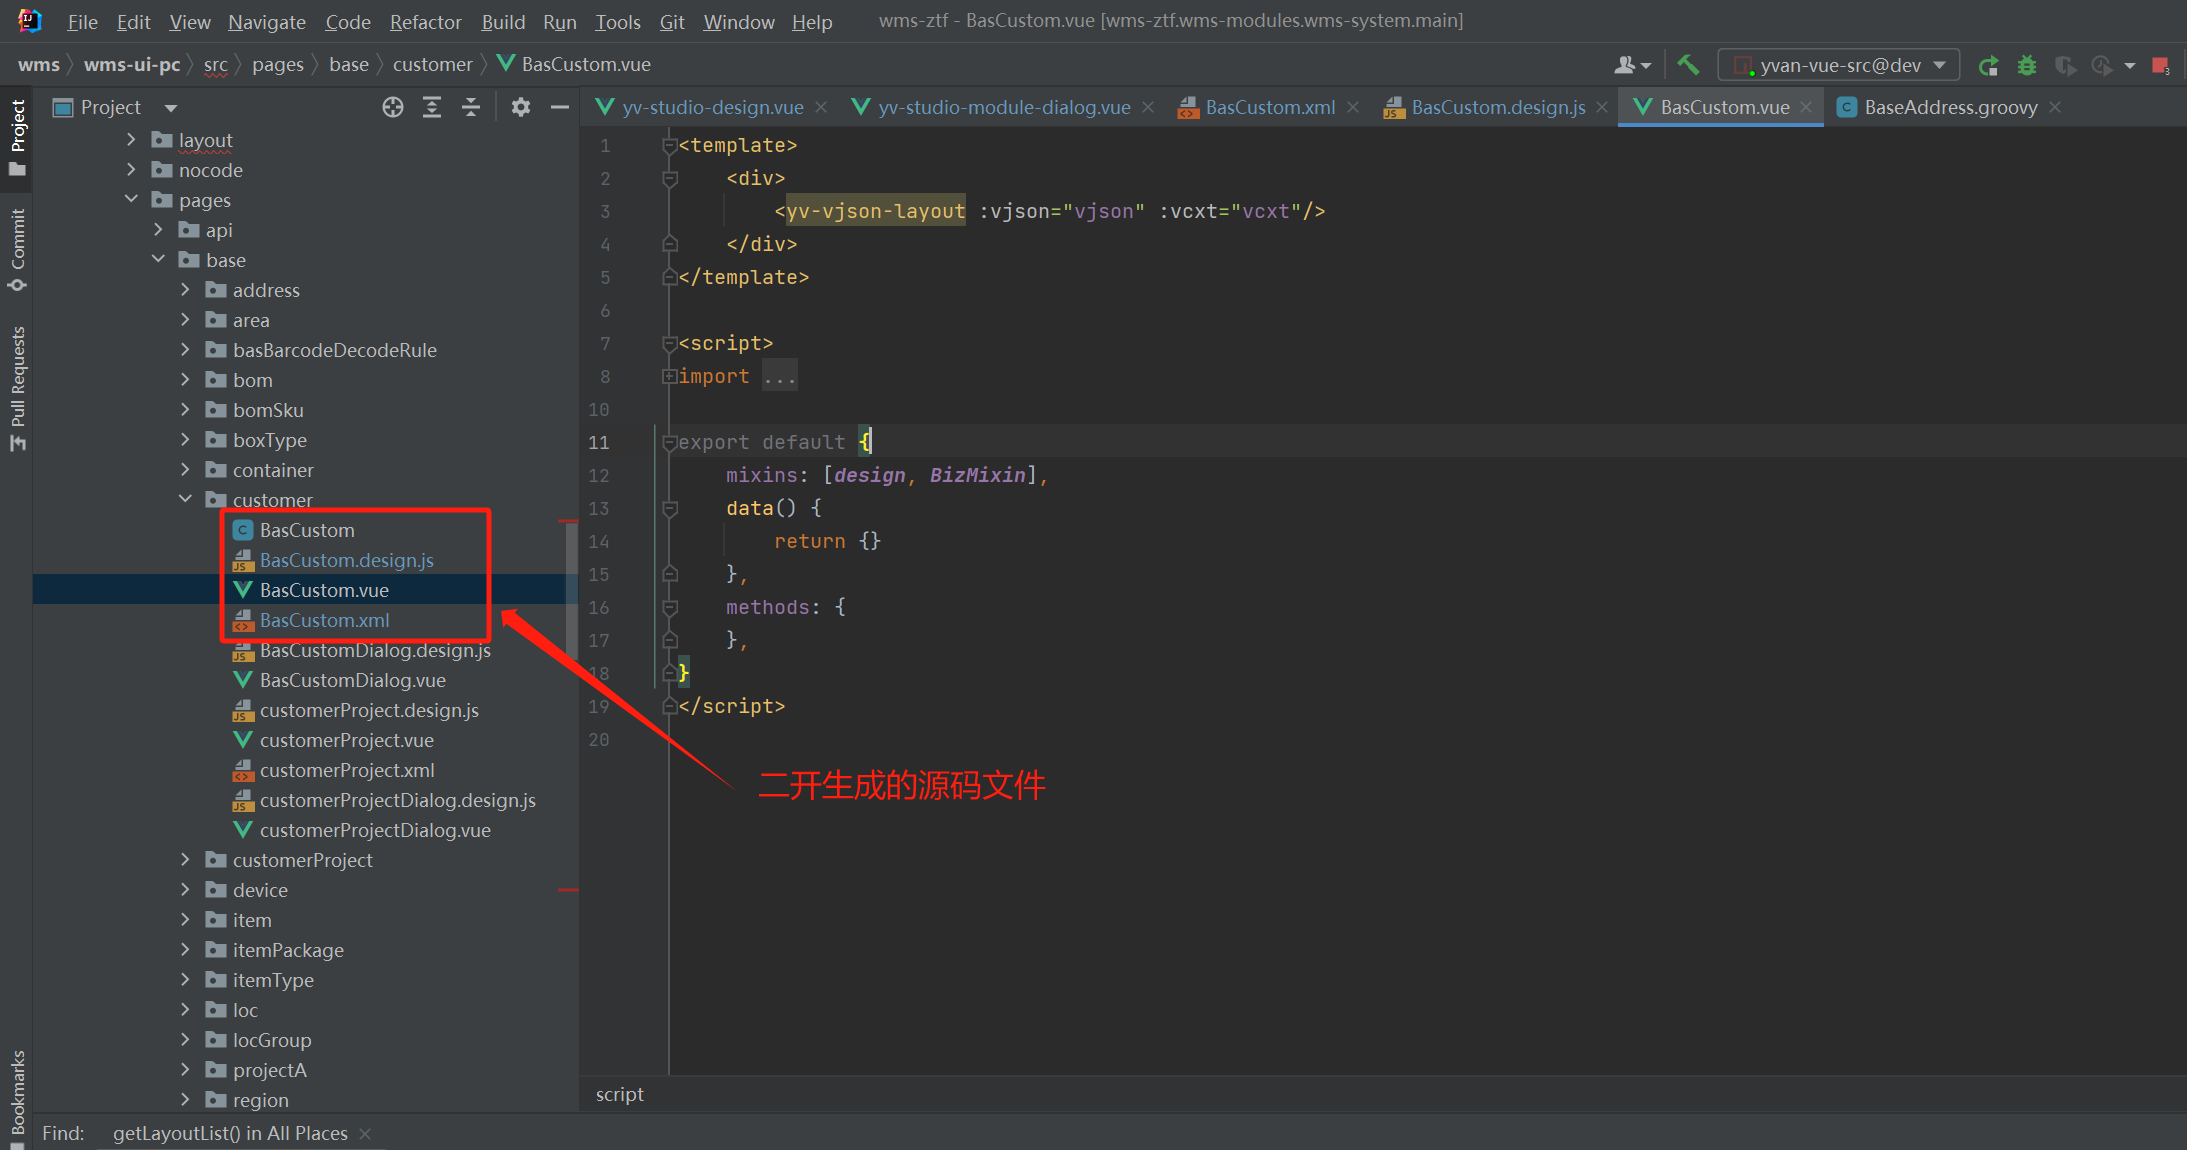 File Edit View Navigate Code Refactor Build Run Tools Git Window Help wms-ztf - BasCustom.vue [wms-ztf.wms-modules.wms-system.main]
wms wms-ui-pc src pages base customer BasCustom.vue yvan-vue-src@dev
Project
Commit
Pull Requests
Bookmarks
Project
layout
nocode
pages
api
base
address
area
basBarcodeDecodeRule
bom
bomSku
boxType
container
customer
BasCustom
BasCustom.design.js
BasCustom.vue
BasCustom.xml
BasCustomDialog.design.js
BasCustomDialog.vue
customerProject.design.js
customerProject.vue
customerProject.xml
customerProjectDialog.design.js
customerProjectDialog.vue
customerProject
device
item
itemPackage
itemType
loc
locGroup
projectA
region
yv-studio-design.vue yv-studio-module-dialog.vue BasCustom.xml BasCustom.design.js BasCustom.vue BaseAddress.groovy
1 <template>
2 <div>
3 <yv-vjson-layout :vjson="vjson" :vcxt="vcxt"/>
4 </div>
5 </template>
6
7 <script>
8 import ...
10
11 export default {
12 mixins: [design, BizMixin],
13 data() {
14 return {}
15 },
16 methods: {
17 },
18 }
19 </script>
20
二开生成的源码文件
script
Find: getLayoutList() in All Places